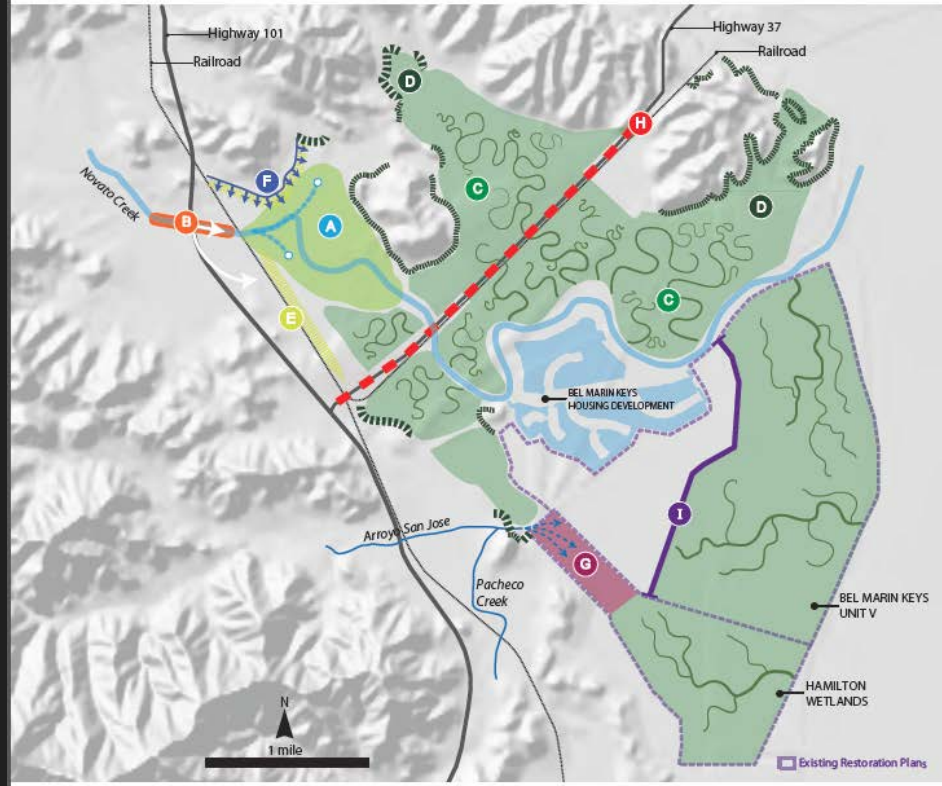 Highway 101
Railroad
Highway 37
Railroad
D
H
Novato Creek
F
B
A
C
D
E
C
BEL MARIN KEYS
HOUSING DEVELOPMENT
I
Arroyo San Jose
G
Pacheco
Creek
BEL MARIN KEYS
UNIT V
HAMILTON
WETLANDS
N
1 mile
Existing Restoration Plans